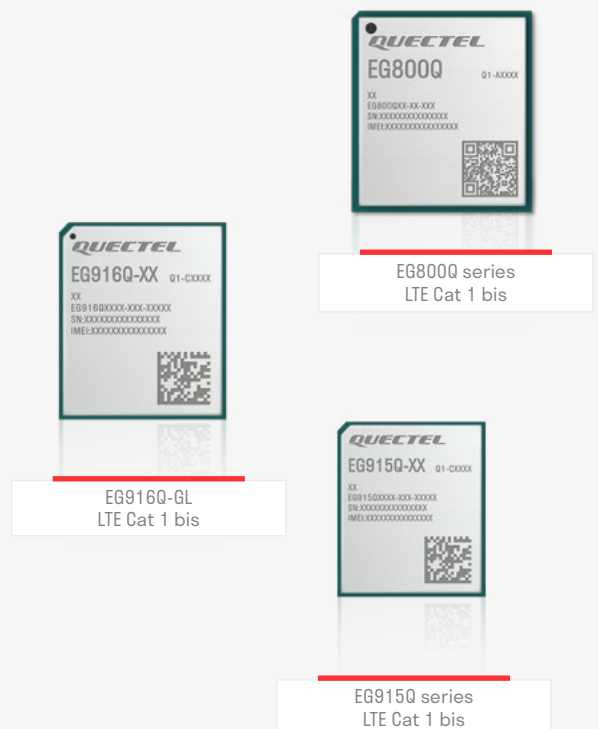 QUECTEL
EG800Q Q1-AXXXX
XX
EG800QXX-XX-XXX
SN:XXXXXXXXXXXXXXX
IMEI:XXXXXXXXXXXXXXXX
EG800Q series
LTE Cat 1 bis
QUECTEL
EG916Q-XX Q1-CXXXX
XX
EG916QXXXX-XXX-XXXXX
SN:XXXXXXXXXXXXXXX
IMEI:XXXXXXXXXXXXXXX
EG916Q-GL
LTE Cat 1 bis
QUECTEL
EG915Q-XX Q1-CXXXX
XX
EG915QXXXX-XXX-XXXXX
SN:XXXXXXXXXXXXXX
IMEI:XXXXXXXXXXXXXXX
EG915Q series
LTE Cat 1 bis